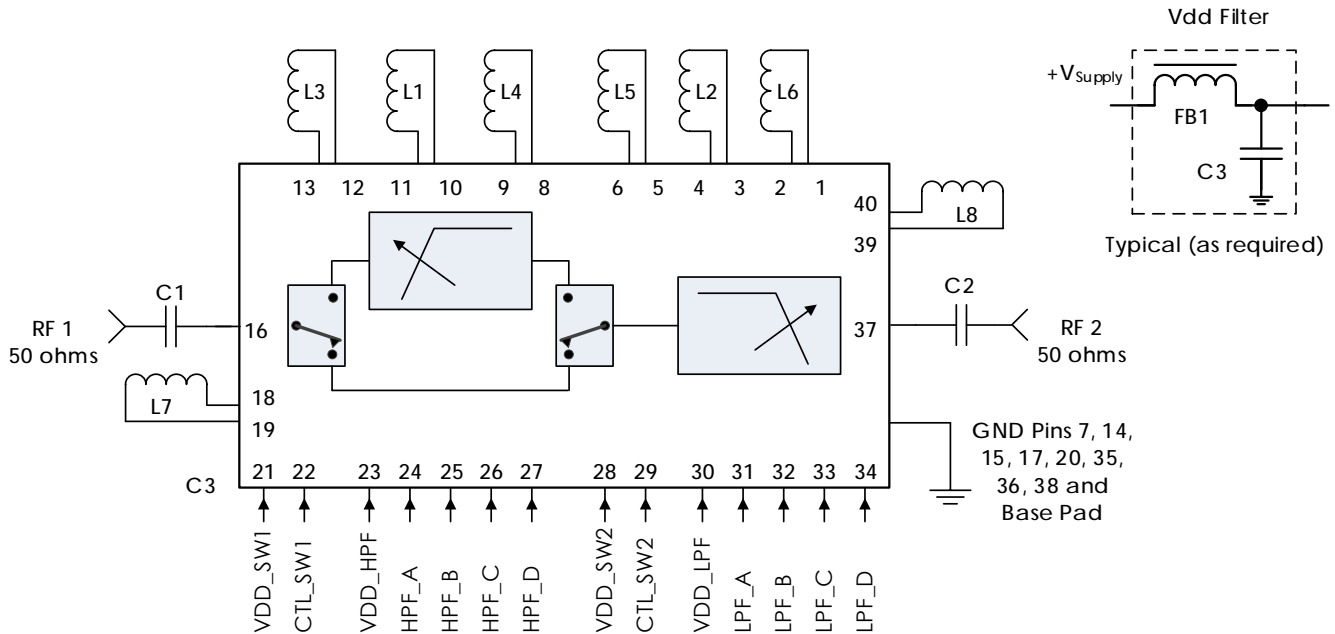 Vdd Filter
+VSupply
FB1
C3
Typical (as required)
L3
L1
L4
L5
L2
L6
13
12
11
10
9
8
6
5
4
3
2
1
40
39
L8
C1
RF 1
50 ohms
16
37
C2
RF 2
50 ohms
L7
18
19
GND Pins 7, 14,
15, 17, 20, 35,
36, 38 and
Base Pad
C3
21
22
23
24
25
26
27
28
29
30
31
32
33
34
VDD_SW1
CTL_SW1
VDD_HPF
HPF_A
HPF_B
HPF_C
HPF_D
VDD_SW2
CTL_SW2
VDD_LPF
LPF_A
LPF_B
LPF_C
LPF_D